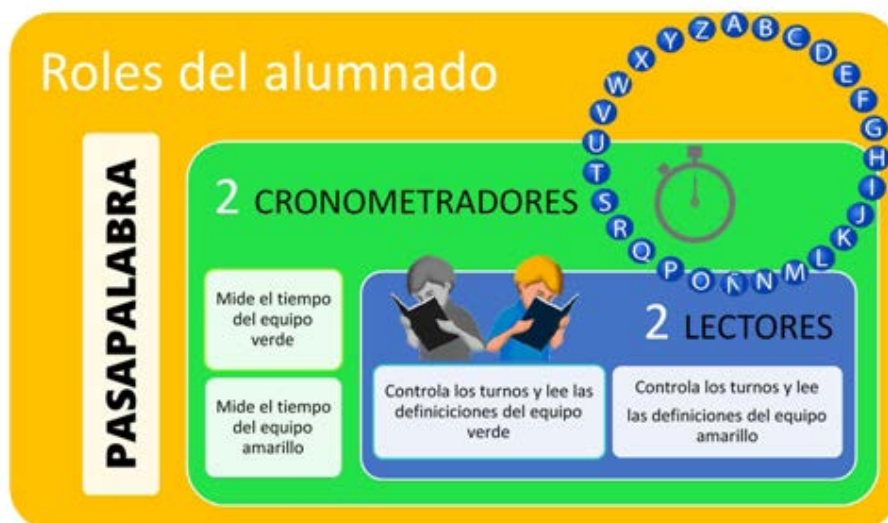 Roles del alumnado
PASAPALABRA
A B C D E F G H I J K L M N Ñ O P Q R S T U V W X Y Z
2 CRONOMETRADORES
Mide el tiempo
del equipo
verde
Mide el tiempo
del equipo
amarillo
2 LECTORES
Controla los turnos y lee las
definiciciones del equipo
verde
Controla los turnos y lee
las definiciones del equipo
amarillo